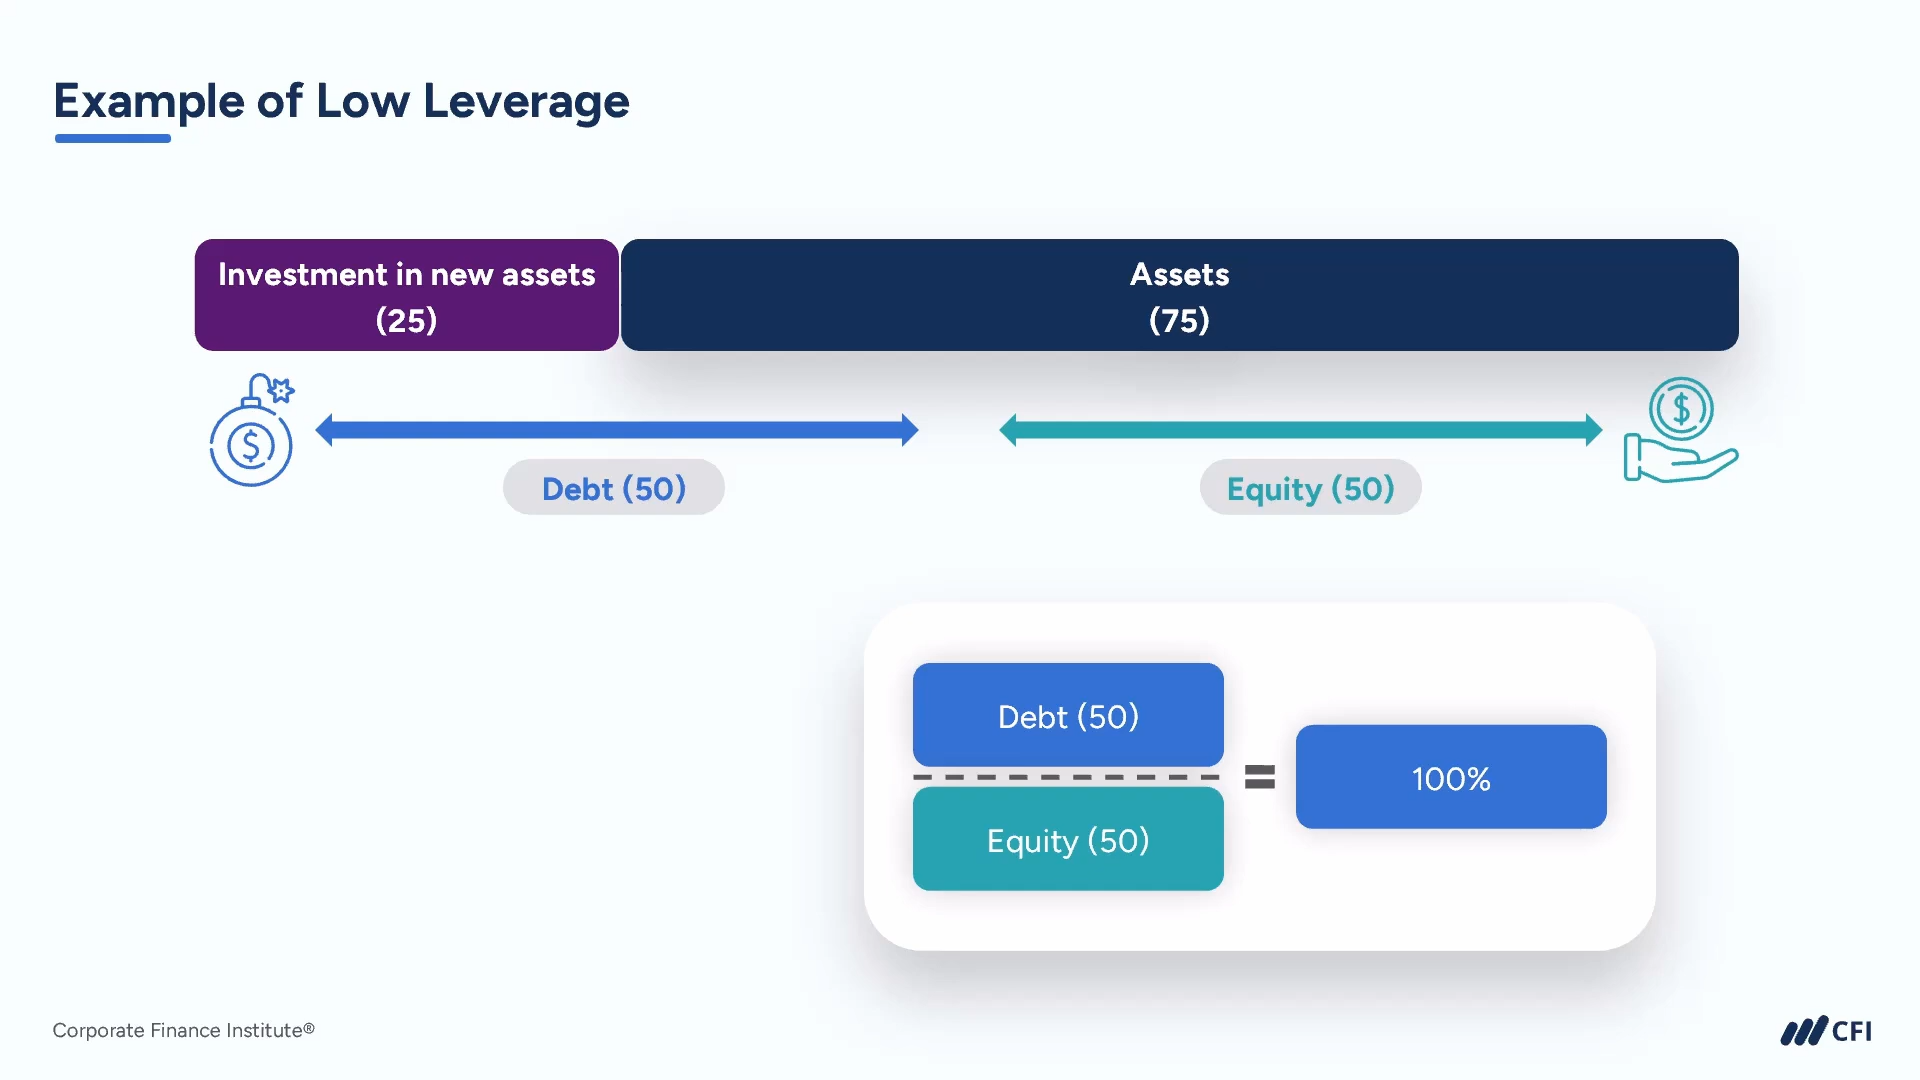 Example of Low Leverage
Investment in new assets
(25)
Assets
(75)
$
$
Debt (50)
Equity (50)
Debt (50)
Equity (50)
=
100%
Corporate Finance Institute®
CFI